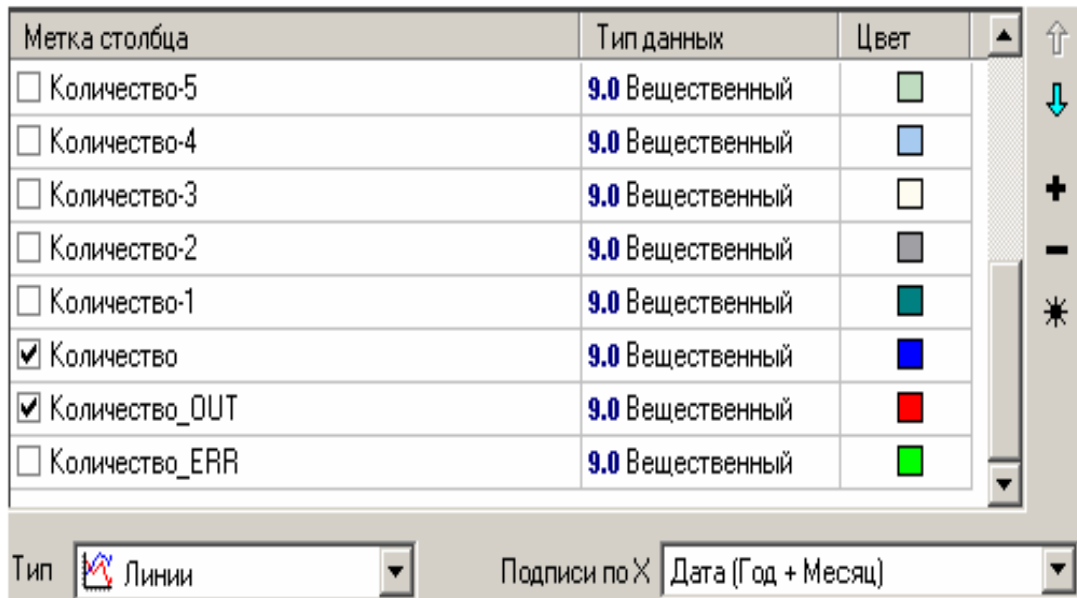 Метка столбца Тип данных Цвет
Количество-5 9.0 Вещественный
Количество-4 9.0 Вещественный
Количество-3 9.0 Вещественный
Количество-2 9.0 Вещественный
Количество-1 9.0 Вещественный
Количество 9.0 Вещественный
Количество_OUT 9.0 Вещественный
Количество_ERR 9.0 Вещественный
Тип Линии Подписи по X Дата (Год + Месяц)